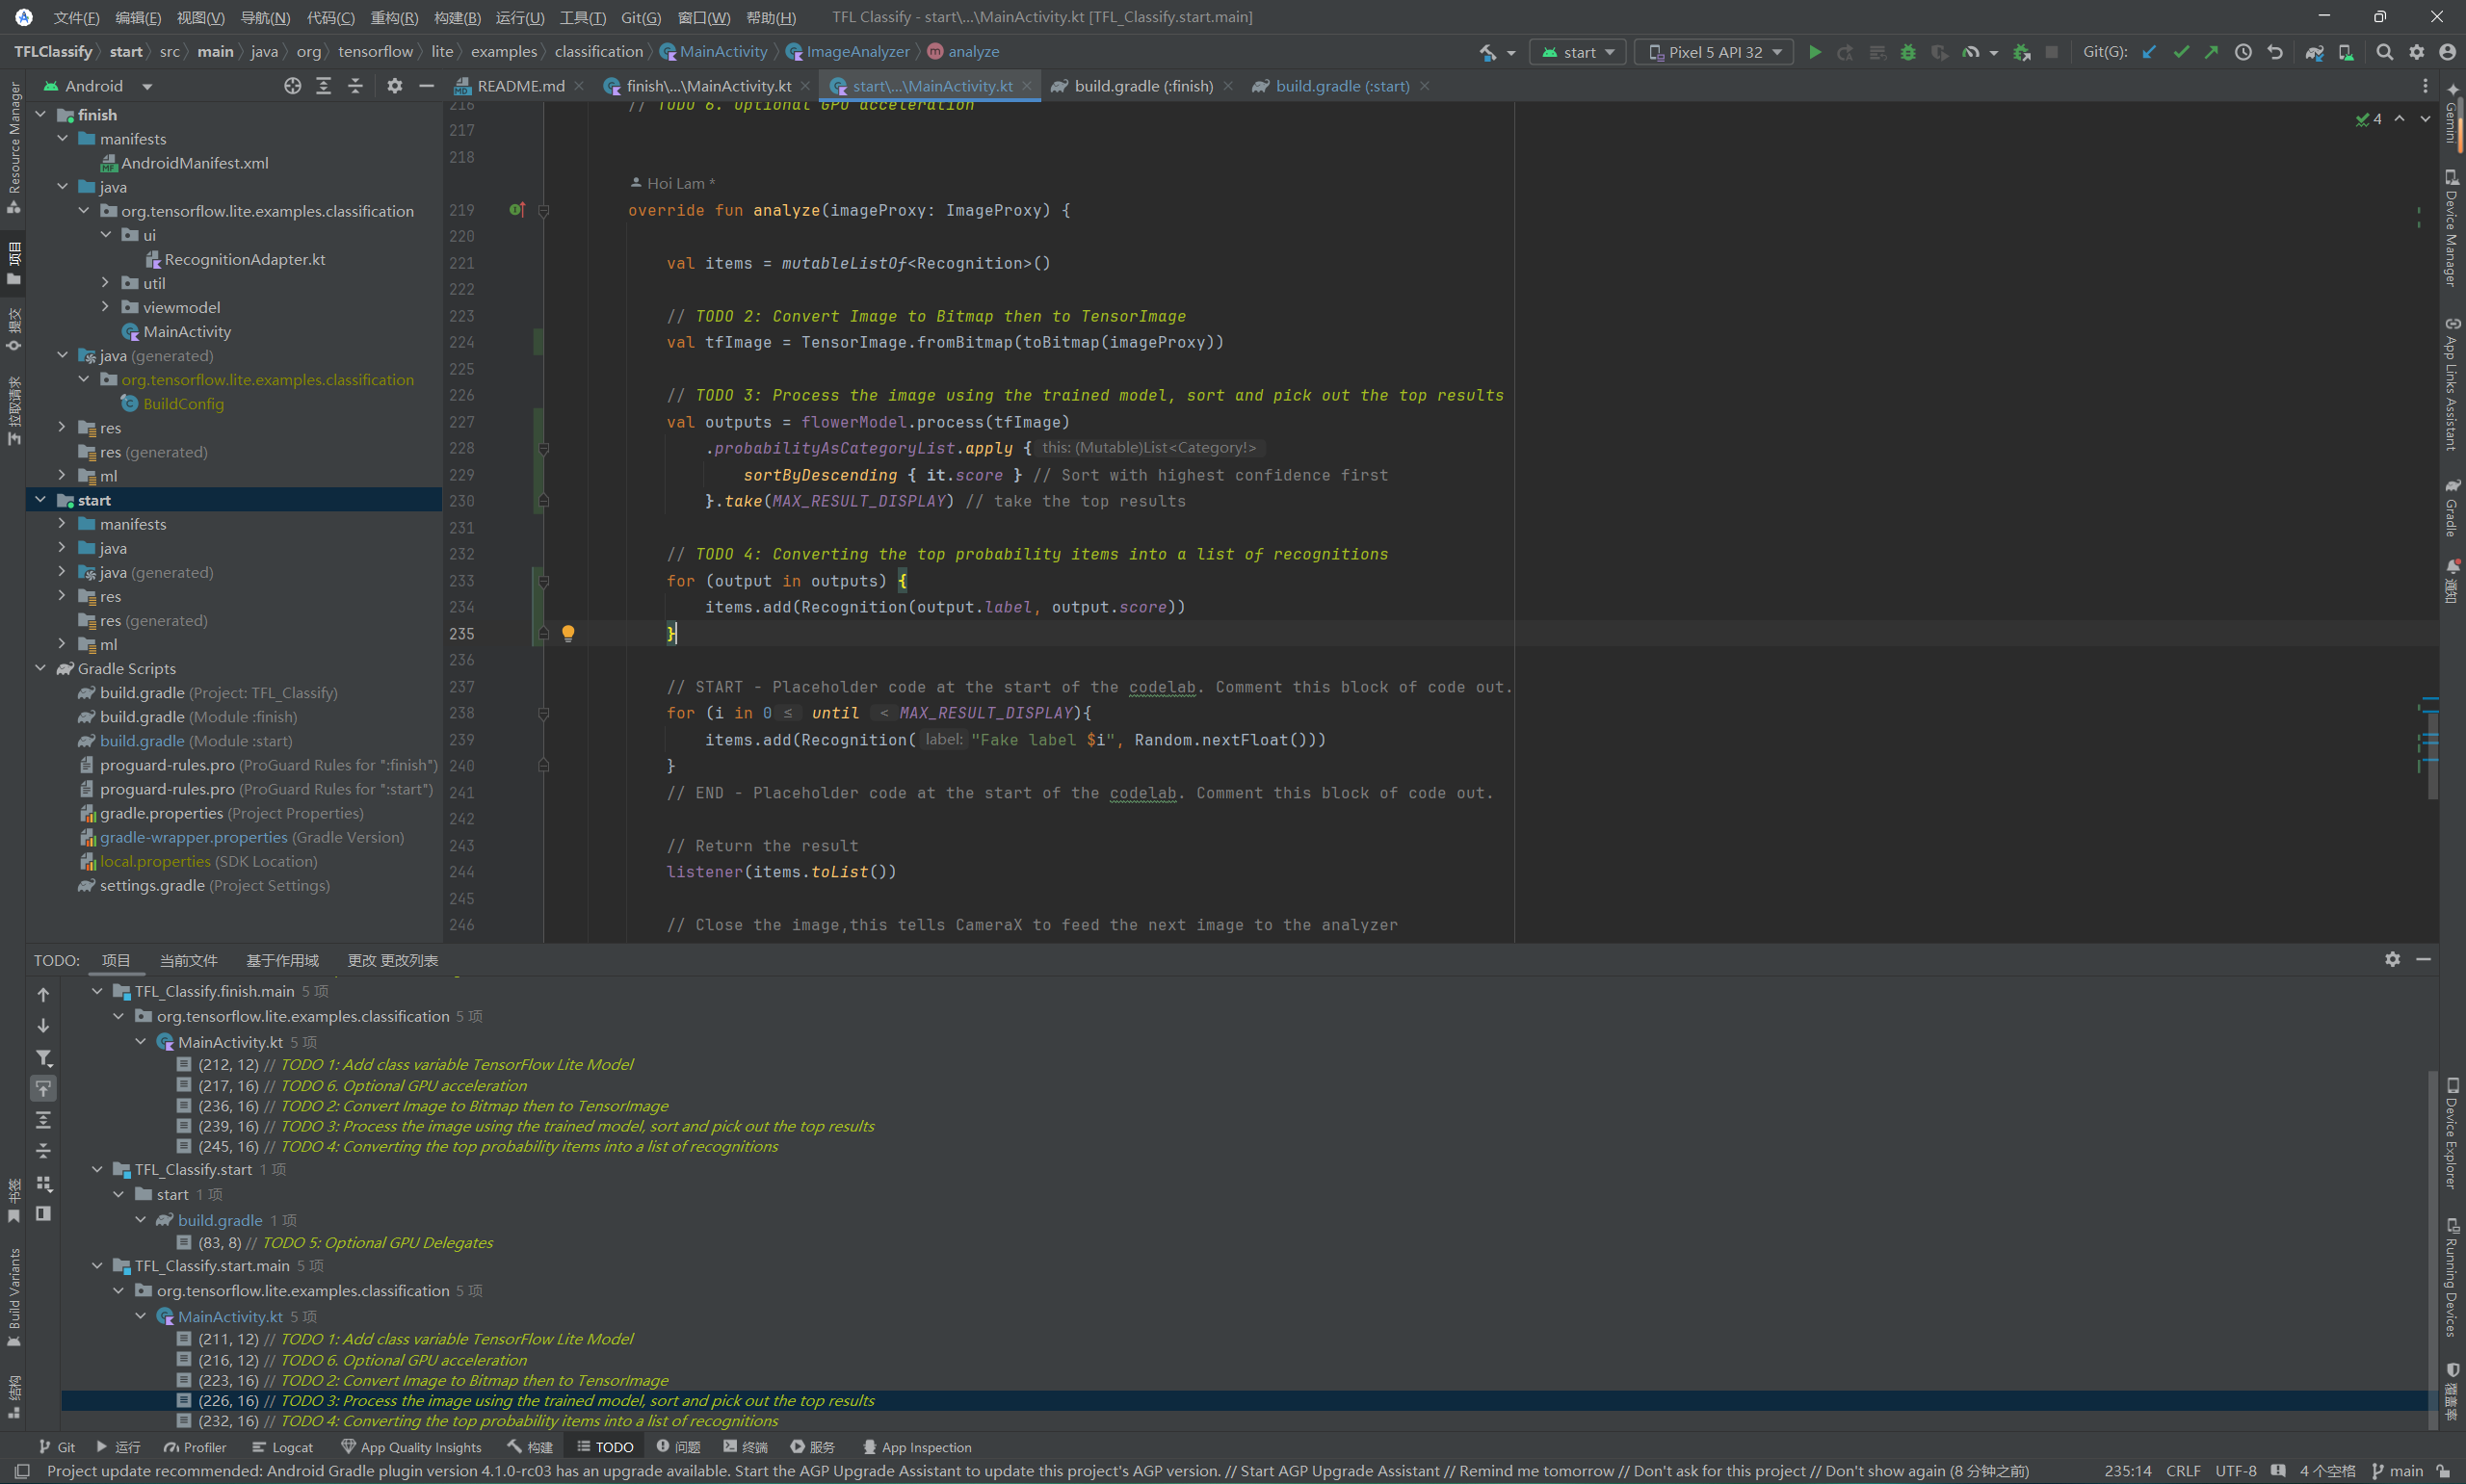 文件(F) 编辑(E) 视图(V) 导航(N) 代码(C) 重构(R) 构建(B) 运行(U) 工具(T) Git(G) 窗口(W) 帮助(H) TFL Classify - start\...\MainActivity.kt [TFL_Classify.start.main]
TFLClassify start src main java org tensorflow lite examples classification MainActivity ImageAnalyzer analyze start Pixel 5 API 32 Git(G):
Android README.md finish\...\MainActivity.kt start\...\MainActivity.kt build.gradle (:finish) build.gradle (:start)
Resource Manager
项目
提交
拉取请求
书签
Build Variants
结构
finish
manifests
AndroidManifest.xml
java
org.tensorflow.lite.examples.classification
ui
RecognitionAdapter.kt
util
viewmodel
MainActivity
java (generated)
org.tensorflow.lite.examples.classification
BuildConfig
res
res (generated)
ml
start
manifests
java
java (generated)
res
res (generated)
ml
Gradle Scripts
build.gradle (Project: TFL_Classify)
build.gradle (Module :finish)
build.gradle (Module :start)
proguard-rules.pro (ProGuard Rules for ":finish")
proguard-rules.pro (ProGuard Rules for ":start")
gradle.properties (Project Properties)
gradle-wrapper.properties (Gradle Version)
local.properties (SDK Location)
settings.gradle (Project Settings)
216 // TODO 6. Optional GPU acceleration
217
218
Hoi Lam *
219 override fun analyze(imageProxy: ImageProxy) {
220
221 val items = mutableListOf<Recognition>()
222
223 // TODO 2: Convert Image to Bitmap then to TensorImage
224 val tfImage = TensorImage.fromBitmap(toBitmap(imageProxy))
225
226 // TODO 3: Process the image using the trained model, sort and pick out the top results
227 val outputs = flowerModel.process(tfImage)
228 .probabilityAsCategoryList.apply { this: (Mutable)List<Category!>
229 sortByDescending { it.score } // Sort with highest confidence first
230 }.take(MAX_RESULT_DISPLAY) // take the top results
231
232 // TODO 4: Converting the top probability items into a list of recognitions
233 for (output in outputs) {
234 items.add(Recognition(output.label, output.score))
235 }
236
237 // START - Placeholder code at the start of the codelab. Comment this block of code out.
238 for (i in 0 ≤ until < MAX_RESULT_DISPLAY){
239 items.add(Recognition( label: "Fake label $i", Random.nextFloat()))
240 }
241 // END - Placeholder code at the start of the codelab. Comment this block of code out.
242
243 // Return the result
244 listener(items.toList())
245
246 // Close the image,this tells CameraX to feed the next image to the analyzer
4
Gemini
Device Manager
App Links Assistant
Gradle
通知
Device Explorer
Running Devices
覆盖率
TODO: 项目 当前文件 基于作用域 更改 更改列表
TFL_Classify.finish.main 5 项
org.tensorflow.lite.examples.classification 5 项
MainActivity.kt 5 项
(212, 12) // TODO 1: Add class variable TensorFlow Lite Model
(217, 16) // TODO 6. Optional GPU acceleration
(236, 16) // TODO 2: Convert Image to Bitmap then to TensorImage
(239, 16) // TODO 3: Process the image using the trained model, sort and pick out the top results
(245, 16) // TODO 4: Converting the top probability items into a list of recognitions
TFL_Classify.start 1 项
start 1 项
build.gradle 1 项
(83, 8) // TODO 5: Optional GPU Delegates
TFL_Classify.start.main 5 项
org.tensorflow.lite.examples.classification 5 项
MainActivity.kt 5 项
(211, 12) // TODO 1: Add class variable TensorFlow Lite Model
(216, 12) // TODO 6. Optional GPU acceleration
(223, 16) // TODO 2: Convert Image to Bitmap then to TensorImage
(226, 16) // TODO 3: Process the image using the trained model, sort and pick out the top results
(232, 16) // TODO 4: Converting the top probability items into a list of recognitions
Git 运行 Profiler Logcat App Quality Insights 构建 TODO 问题 终端 服务 App Inspection
Project update recommended: Android Gradle plugin version 4.1.0-rc03 has an upgrade available. Start the AGP Upgrade Assistant to update this project's AGP version. // Start AGP Upgrade Assistant // Remind me tomorrow // Don't ask for this project // Don't show again (8 分钟之前) 235:14 CRLF UTF-8 4 个空格 main